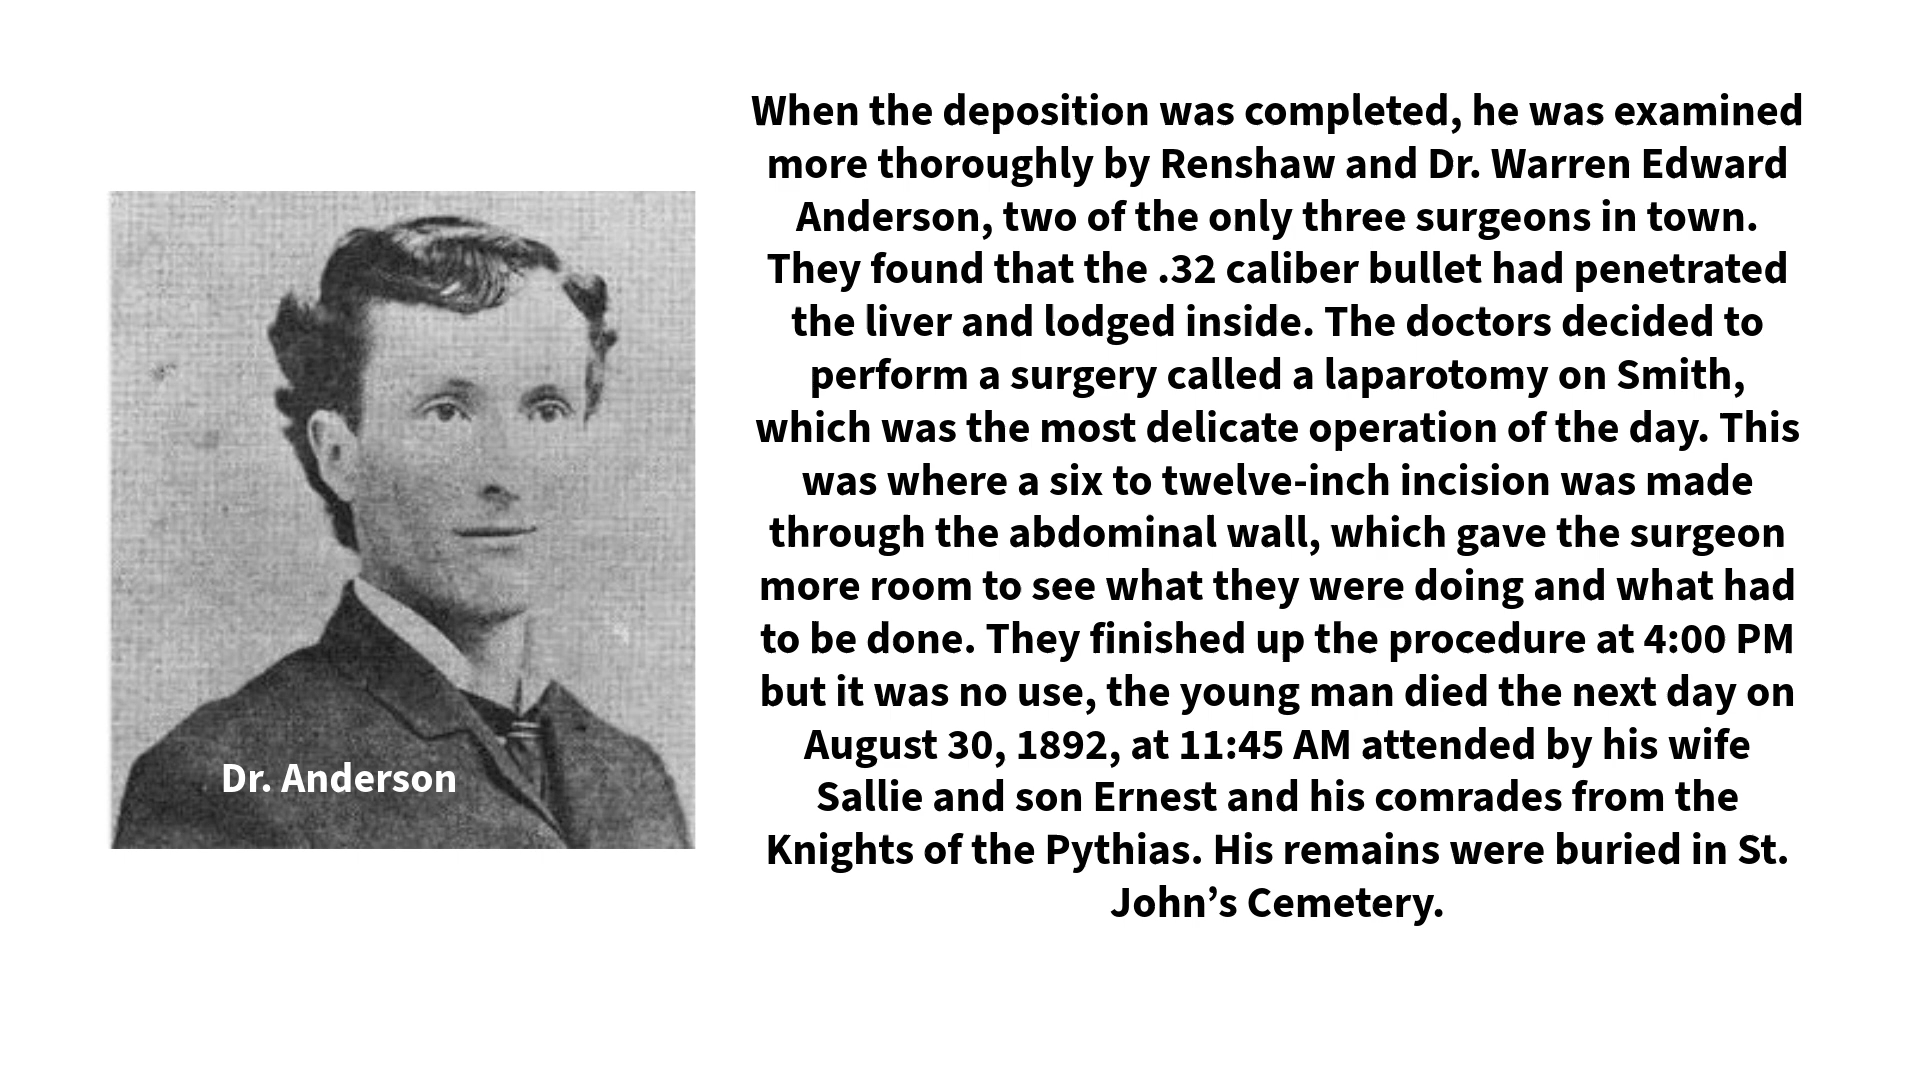 Dr. Anderson
When the deposition was completed, he was examined
more thoroughly by Renshaw and Dr. Warren Edward
Anderson, two of the only three surgeons in town.
They found that the .32 caliber bullet had penetrated
the liver and lodged inside. The doctors decided to
perform a surgery called a laparotomy on Smith,
which was the most delicate operation of the day. This
was where a six to twelve-inch incision was made
through the abdominal wall, which gave the surgeon
more room to see what they were doing and what had
to be done. They finished up the procedure at 4:00 PM
but it was no use, the young man died the next day on
August 30, 1892, at 11:45 AM attended by his wife
Sallie and son Ernest and his comrades from the
Knights of the Pythias. His remains were buried in St.
John’s Cemetery.